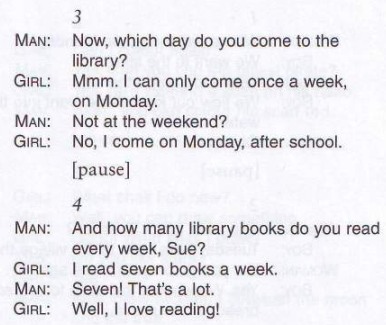 3
MAN: Now, which day do you come to the
library?
GIRL: Mmm. I can only come once a week,
on Monday.
MAN: Not at the weekend?
GIRL: No, I come on Monday, after school.
[pause]
4
MAN: And how many library books do you read
every week, Sue?
GIRL: I read seven books a week.
MAN: Seven! That's a lot.
GIRL: Well, I love reading!